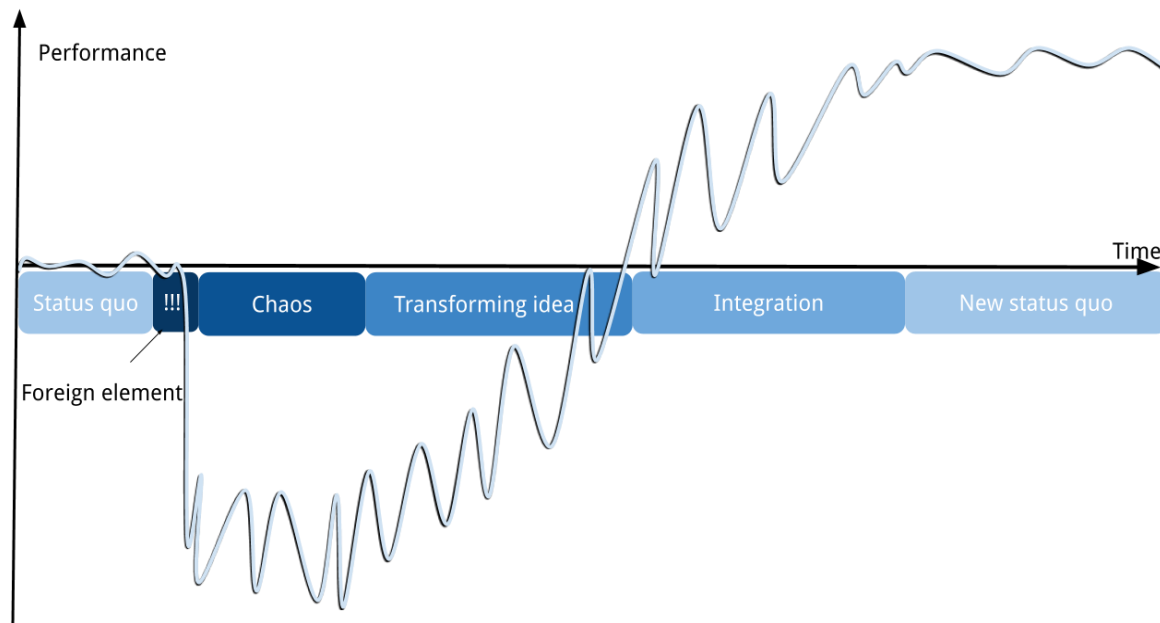 Performance
Time
Status quo
!!!
Chaos
Transforming idea
Integration
New status quo
Foreign element